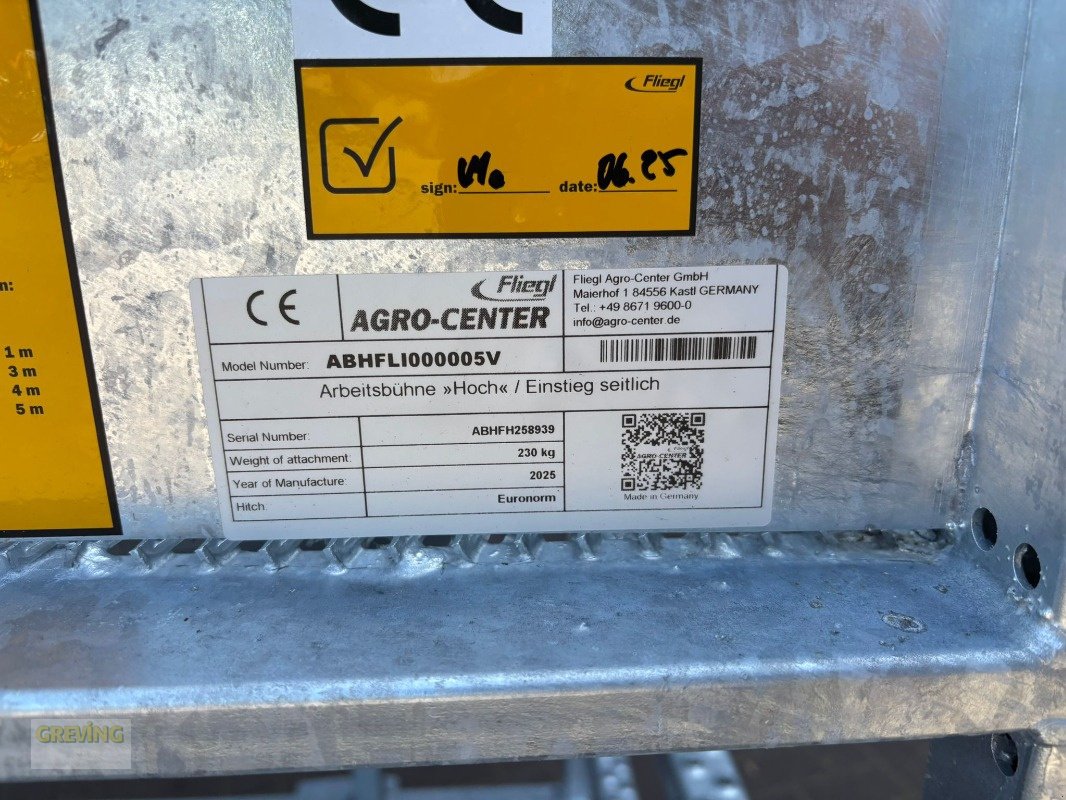 CE
Fliegl
sign: date: 06.25
n:
1 m
3 m
4 m
5 m
CE
Fliegl
AGRO-CENTER
Fliegl Agro-Center GmbH
Maierhof 1 84556 Kastl GERMANY
Tel.: +49 8671 9600-0
info@agro-center.de
Model Number: ABHFLI000005V
Arbeitsbühne »Hoch« / Einstieg seitlich
Serial Number: ABHFH258939
Weight of attachment: 230 kg
Year of Manufacture: 2025
Hitch: Euronorm
AGRO-CENTER
Made in Germany
GREVING